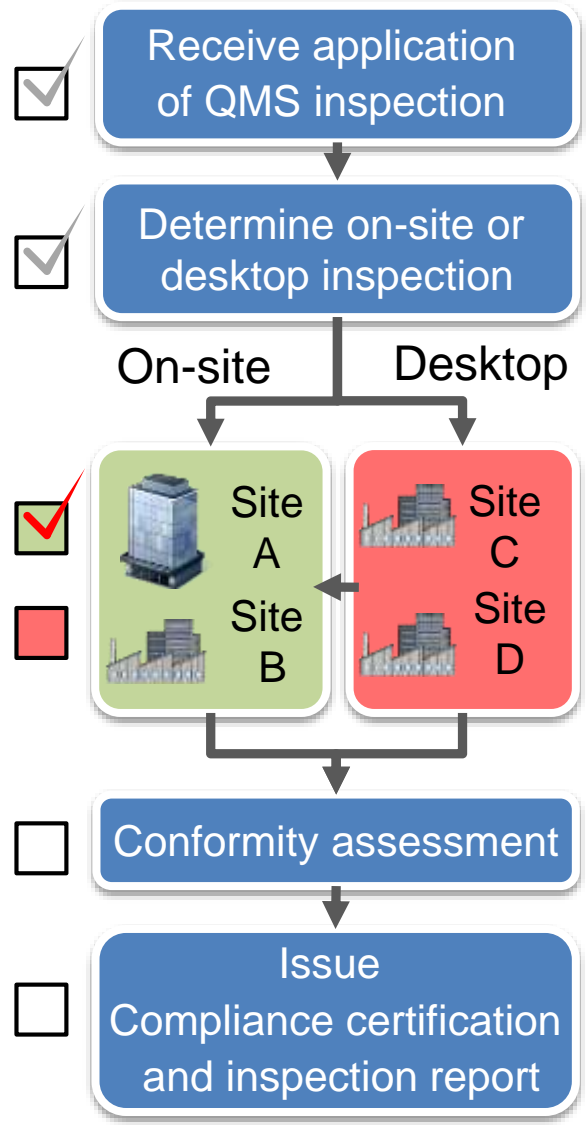 Receive application
of QMS inspection
Determine on-site or
desktop inspection
On-site
Desktop
Site
A
Site
B
Site
C
Site
D
Conformity assessment
Issue
Compliance certification
and inspection report